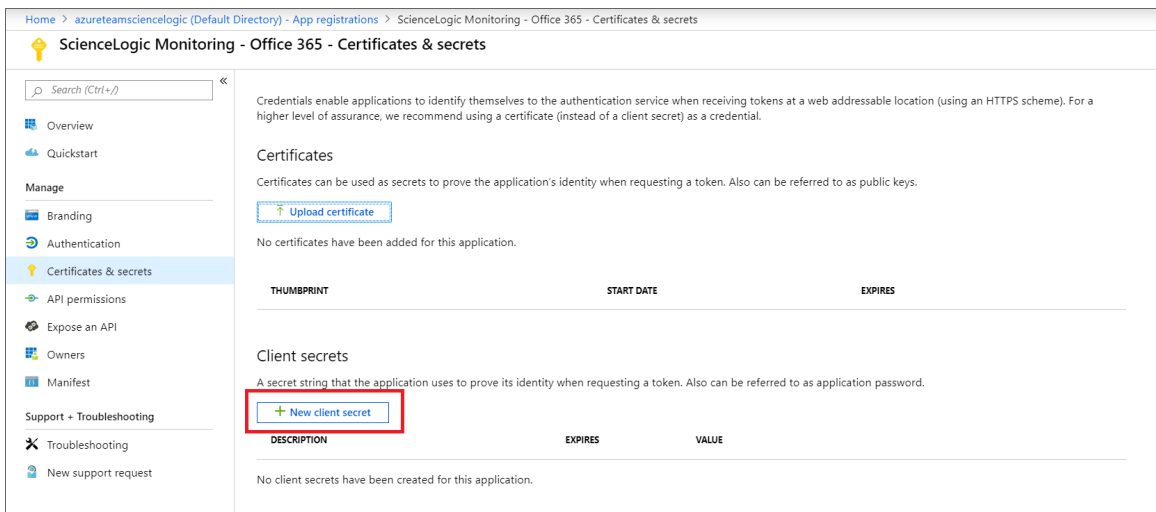 Home > azureteamsciencelogic (Default Directory) - App registrations > ScienceLogic Monitoring - Office 365 - Certificates & secrets
ScienceLogic Monitoring - Office 365 - Certificates & secrets
Search (Ctrl+/)
«
Overview
Quickstart
Manage
Branding
Authentication
Certificates & secrets
API permissions
Expose an API
Owners
Manifest
Support + Troubleshooting
Troubleshooting
New support request
Credentials enable applications to identify themselves to the authentication service when receiving tokens at a web addressable location (using an HTTPS scheme). For a
higher level of assurance, we recommend using a certificate (instead of a client secret) as a credential.
Certificates
Certificates can be used as secrets to prove the application's identity when requesting a token. Also can be referred to as public keys.
Upload certificate
No certificates have been added for this application.
THUMBPRINT START DATE EXPIRES
Client secrets
A secret string that the application uses to prove its identity when requesting a token. Also can be referred to as application password.
New client secret
DESCRIPTION EXPIRES VALUE
No client secrets have been created for this application.